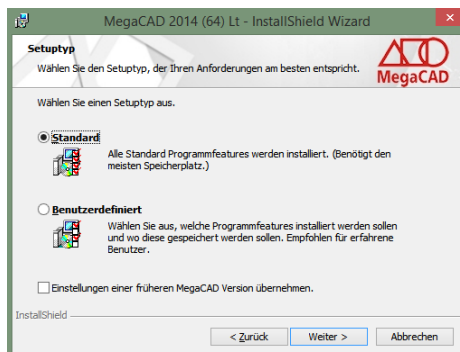 MegaCAD 2014 (64) Lt - InstallShield Wizard
Setuptyp
Wählen Sie den Setuptyp, der Ihren Anforderungen am besten entspricht.
MegaCAD
Wählen Sie einen Setuptyp aus.
Standard
Alle Standard Programmfeatures werden installiert. (Benötigt den
meisten Speicherplatz.)
Benutzerdefiniert
Wählen Sie aus, welche Programmfeatures installiert werden sollen
und wo diese gespeichert werden sollen. Empfohlen für erfahrene
Benutzer.
Einstellungen einer früheren MegaCAD Version übernehmen.
InstallShield
< Zurück Weiter > Abbrechen